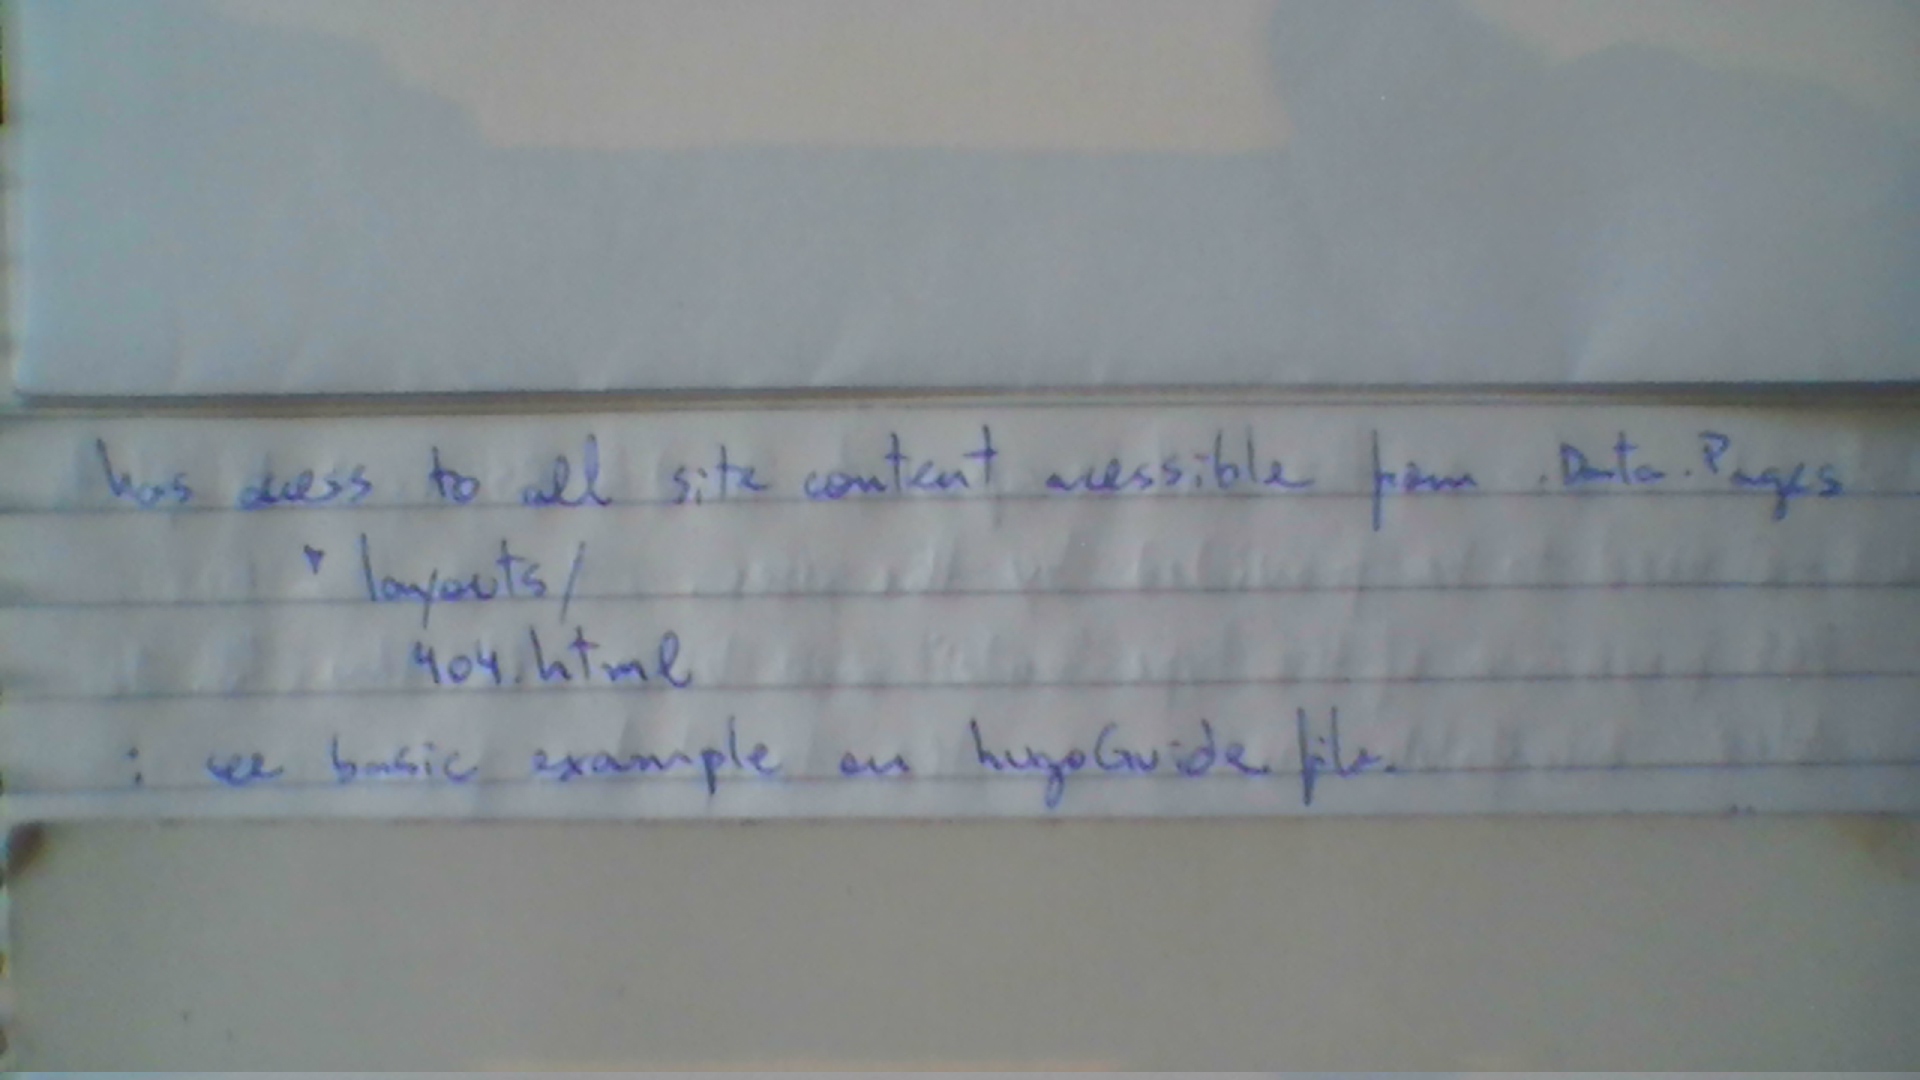 has acess to all site content acessible from .Data.Pages
▾ layouts/
404.html
: see basic example on hugoGuide file.